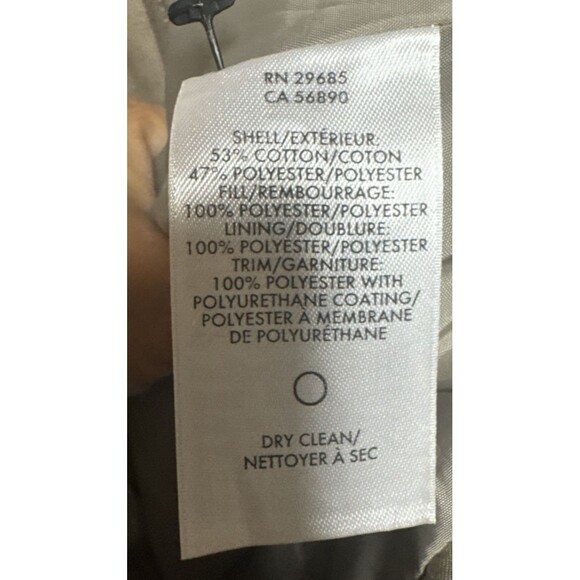 RN 29685
CA 56890
SHELL/EXTÉRIEUR:
53% COTTON/COTON
47% POLYESTER/POLYESTER
FILL/REMBOURRAGE:
100% POLYESTER/POLYESTER
LINING/DOUBLURE:
100% POLYESTER/POLYESTER
TRIM/GARNITURE:
100% POLYESTER WITH
POLYURETHANE COATING/
POLYESTER À MEMBRANE
DE POLYURÉTHANE
DRY CLEAN/
NETTOYER À SEC